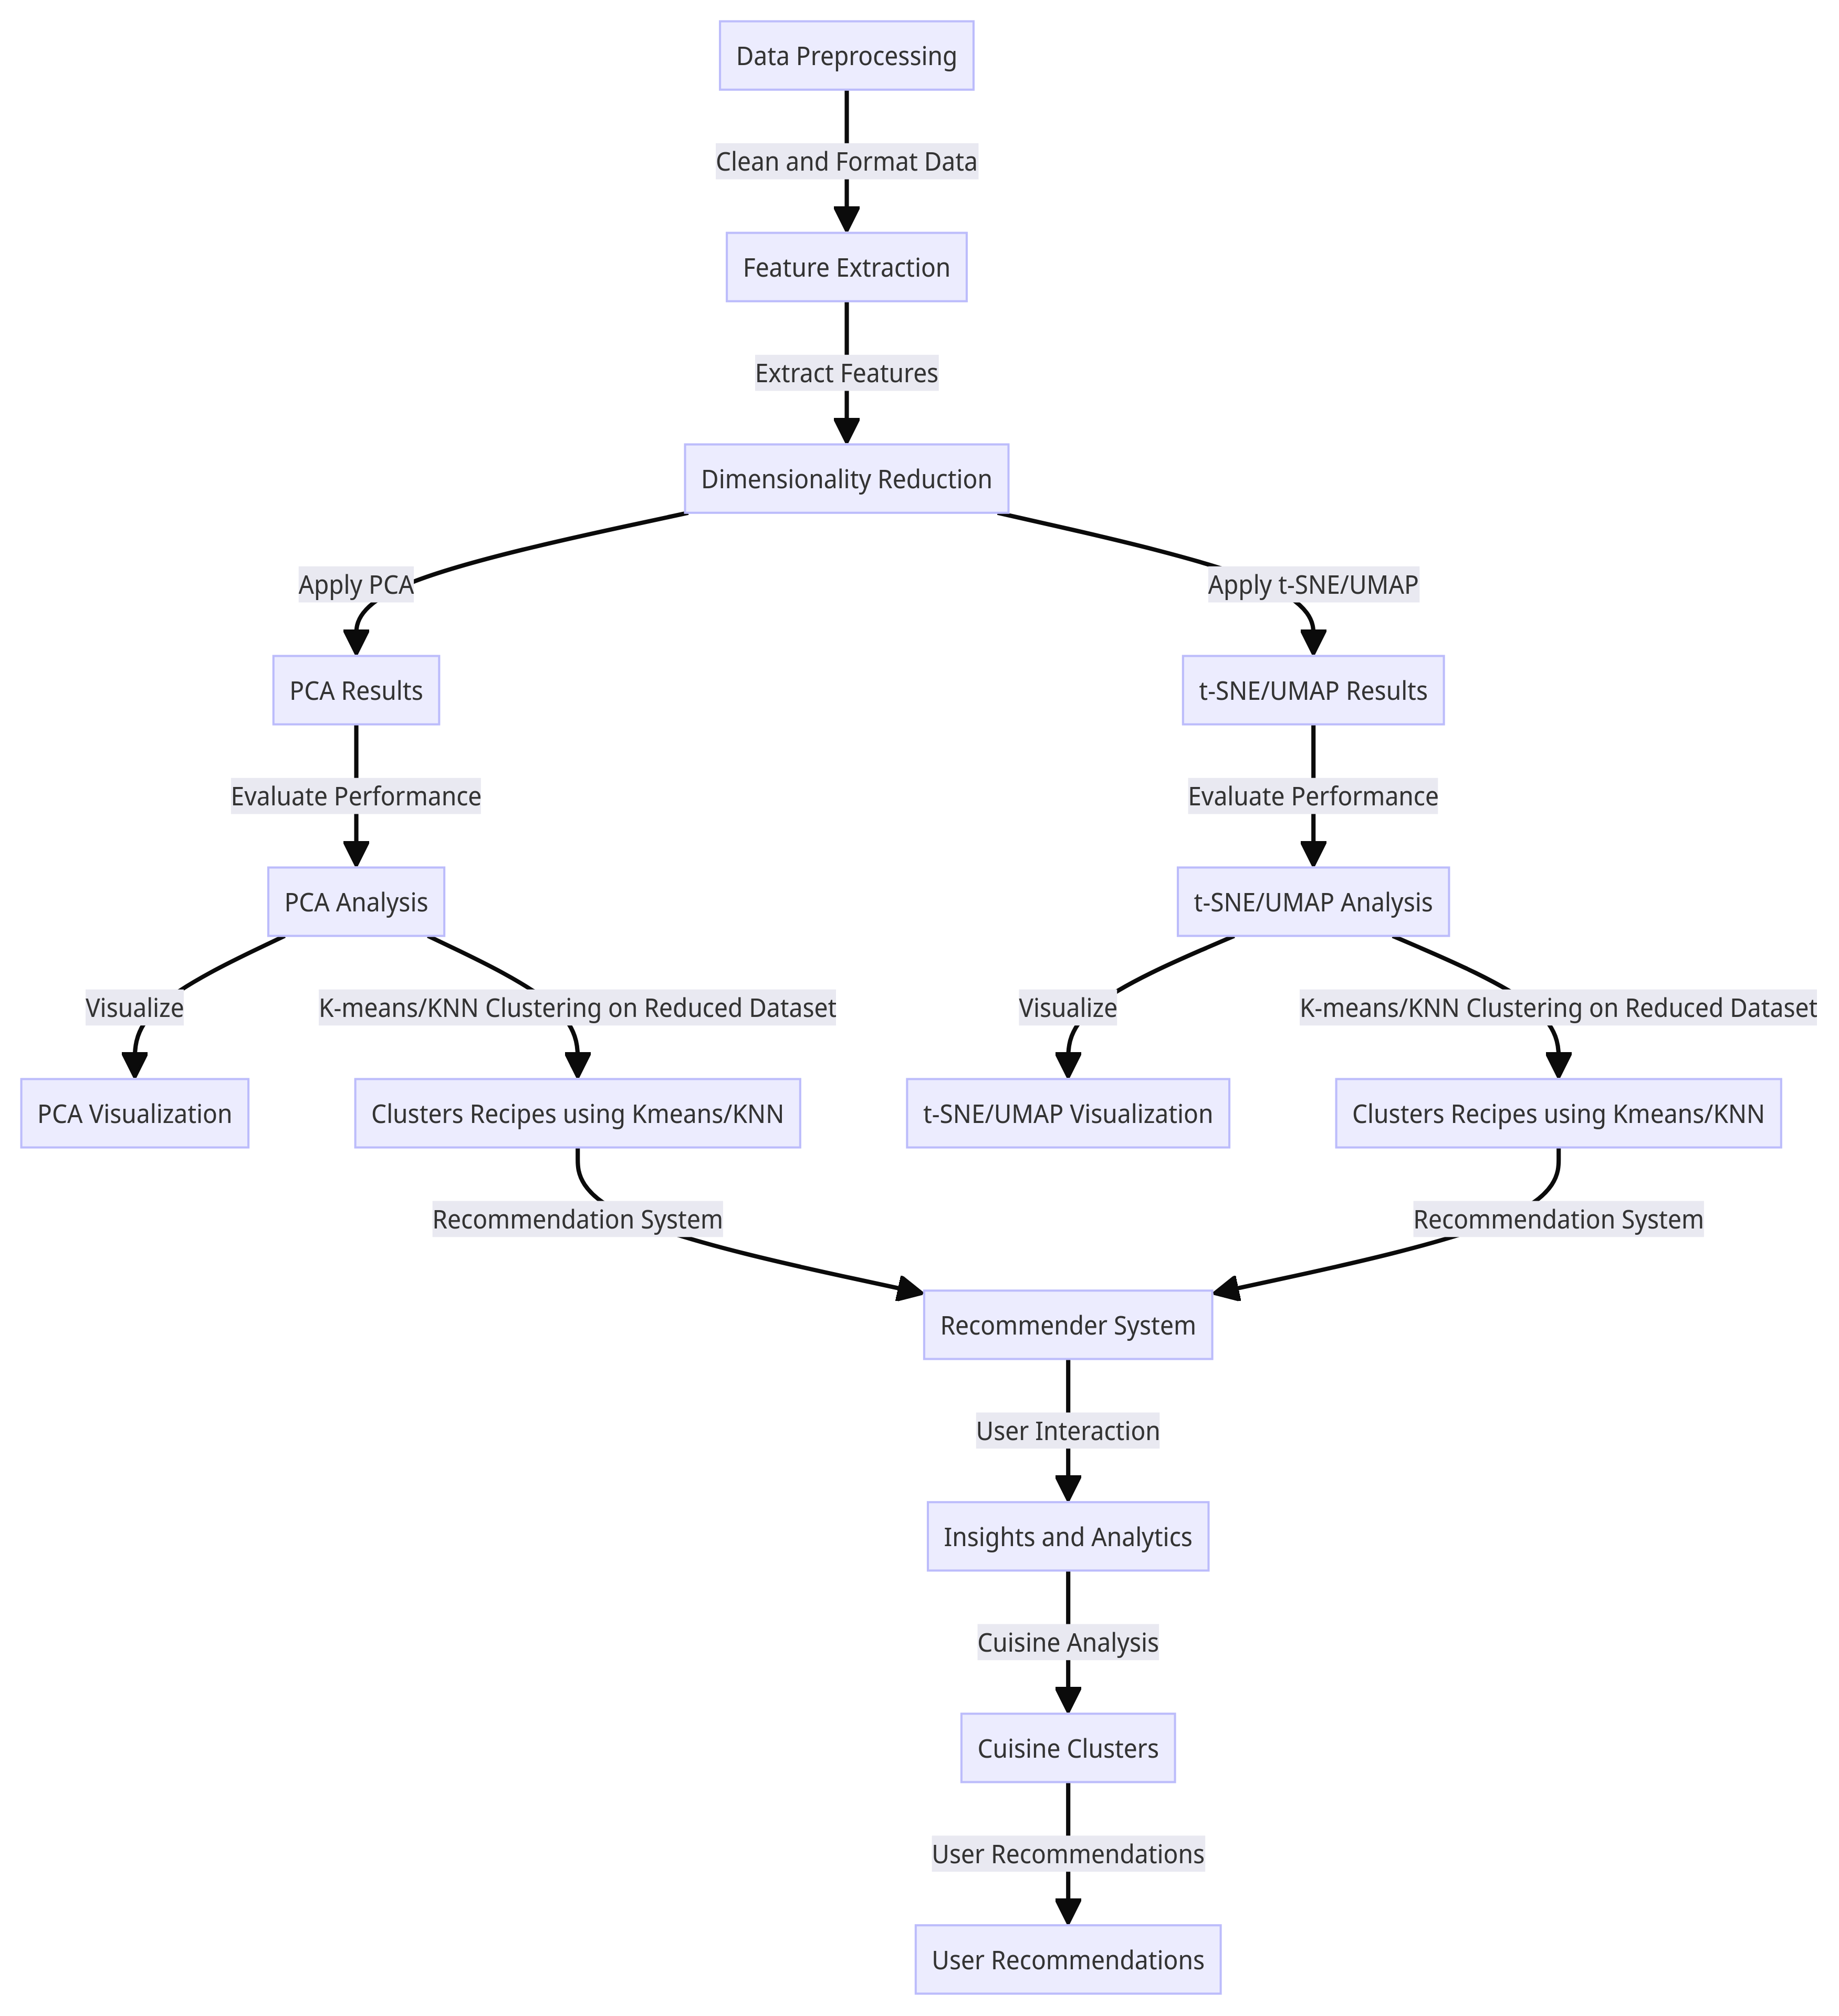 Data Preprocessing
Clean and Format Data
Feature Extraction
Extract Features
Dimensionality Reduction
Apply PCA
Apply t-SNE/UMAP
PCA Results
t-SNE/UMAP Results
Evaluate Performance
Evaluate Performance
PCA Analysis
t-SNE/UMAP Analysis
Visualize
K-means/KNN Clustering on Reduced Dataset
Visualize
K-means/KNN Clustering on Reduced Dataset
PCA Visualization
Clusters Recipes using Kmeans/KNN
t-SNE/UMAP Visualization
Clusters Recipes using Kmeans/KNN
Recommendation System
Recommendation System
Recommender System
User Interaction
Insights and Analytics
Cuisine Analysis
Cuisine Clusters
User Recommendations
User Recommendations